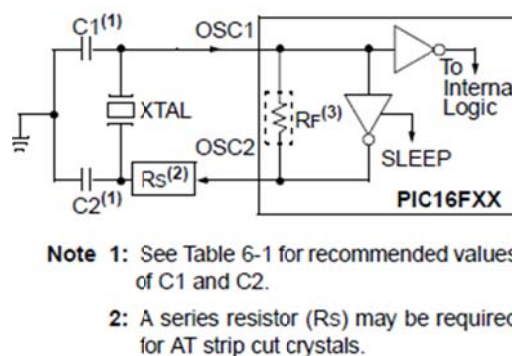 C1(1)
OSC1
To
Internal
Logic
XTAL
RF(3)
OSC2
SLEEP
RS(2)
C2(1)
PIC16FXX
Note 1: See Table 6-1 for recommended values
of C1 and C2.
2: A series resistor (RS) may be required
for AT strip cut crystals.